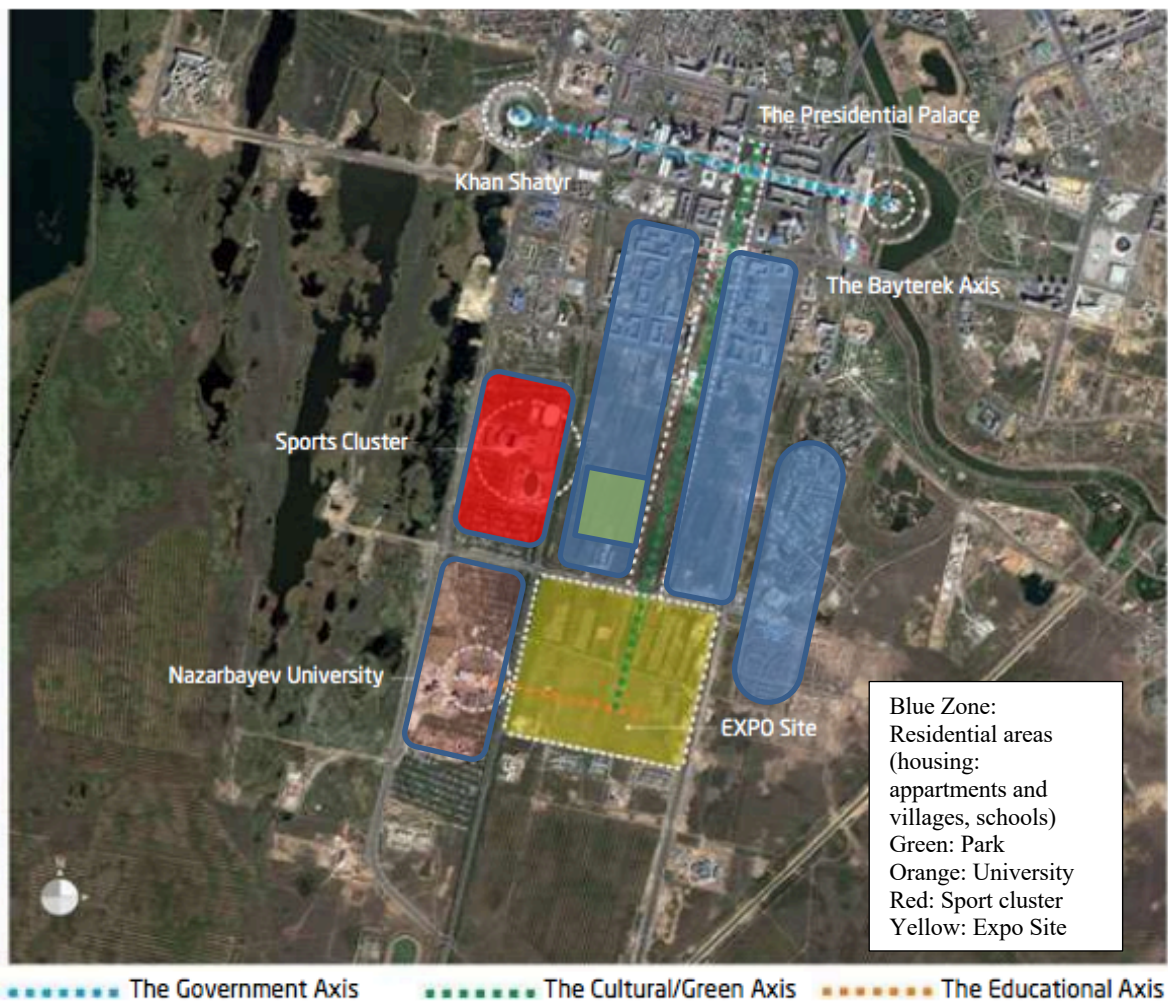 The Presidential Palace
Khan Shatyr
The Bayterek Axis
Sports Cluster
Nazarbayev University
EXPO Site
Blue Zone:
Residential areas
(housing:
appartments and
villages, schools)
Green: Park
Orange: University
Red: Sport cluster
Yellow: Expo Site
The Government Axis
The Cultural/Green Axis
The Educational Axis